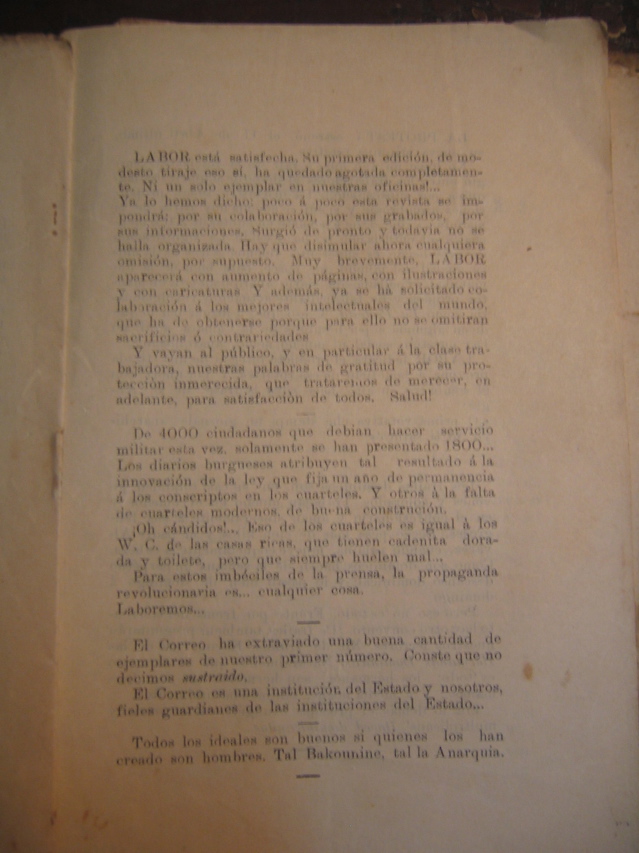 LABOR está satisfecha. Su primera edición, de mo-
desto tiraje eso sí, ha quedado agotada completamen-
te. Ni un solo ejemplar en nuestras oficinas!...
Ya lo hemos dicho: poco á poco esta revista se im-
pondrá: por su colaboración, por sus grabados, por
sus informaciones. Surgió de pronto y todavia no se
halla organizada. Hay que disimular ahora cualquiera
omisión, por supuesto. Muy brevemente, LABOR
aparecerá con aumento de páginas, con ilustraciones
y con caricaturas Y además, ya se há solicitado co-
laboración á los mejores intelectuales del mundo,
que ha de obtenerse porque para ello no se omitiran
sacrificios ó contrariedades
Y vayan al público, y en particular á la clase tra-
bajadora, nuestras palabras de gratitud por su pro-
tección inmerecida, que trataremos de merecer, en
adelante, para satisfacciòn de todos. Salud!
De 4000 ciudadanos que debian hacer servicio
militar esta vez, solamente se han presentado 1800...
Los diarios burgueses atribuyen tal resultado á la
innovación de la ley que fija un año de permanencia
á los conscriptos en los cuarteles. Y otros à la falta
de cuarteles modernos, de buena construción.
¡Oh cándidos!... Eso de los cuarteles es igual à los
W. C. de las casas ricas, que tienen cadenita dora-
da y toilete, pero que siempre huelen mal...
Para estos imbéciles de la prensa, la propaganda
revolucionaria es... cualquier cosa.
Laboremos...
El Correo ha extraviado una buena cantidad de
ejemplares de nuestro primer número. Conste que no
decimos sustraido.
El Correo es una institución del Estado y nosotros,
fieles guardianes de las instituciones del Estado...
Todos los ideales son buenos si quienes los han
creado son hombres. Tal Bakounine, tal la Anarquia.